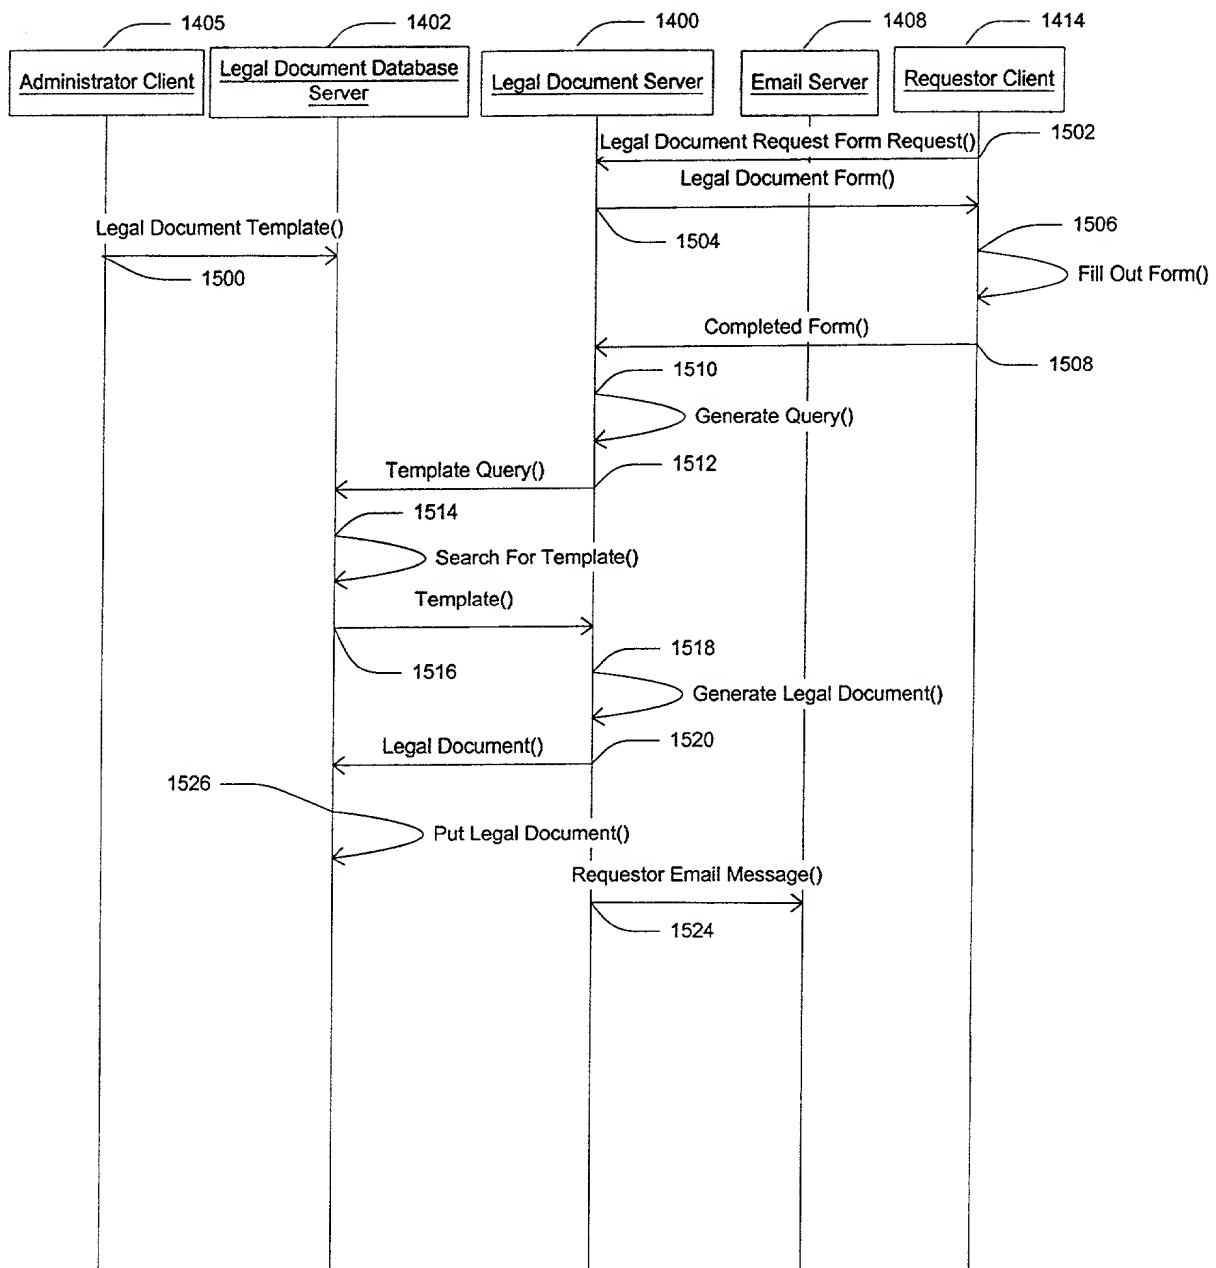 1405
1402
1400
1408
1414
Administrator Client
Legal Document Database
Server
Legal Document Server
Email Server
Requestor Client
1502
Legal Document Request Form Request()
Legal Document Form()
1504
Legal Document Template()
1500
1506
Fill Out Form()
Completed Form()
1508
1510
Generate Query()
Template Query()
1512
1514
Search For Template()
Template()
1516
1518
Generate Legal Document()
Legal Document()
1520
1526
Put Legal Document()
Requestor Email Message()
1524